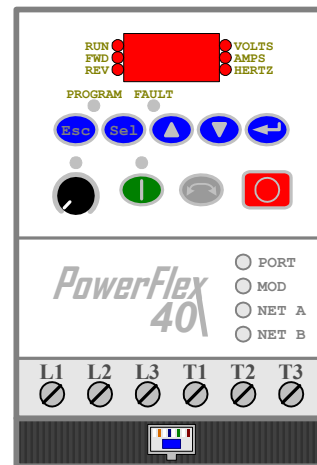 RUN VOLTS
FWD AMPS
REV HERTZ
PROGRAM FAULT
Esc Sel
PORT
PowerFlex MOD
40 NET A
NET B
L1 L2 L3 T1 T2 T3